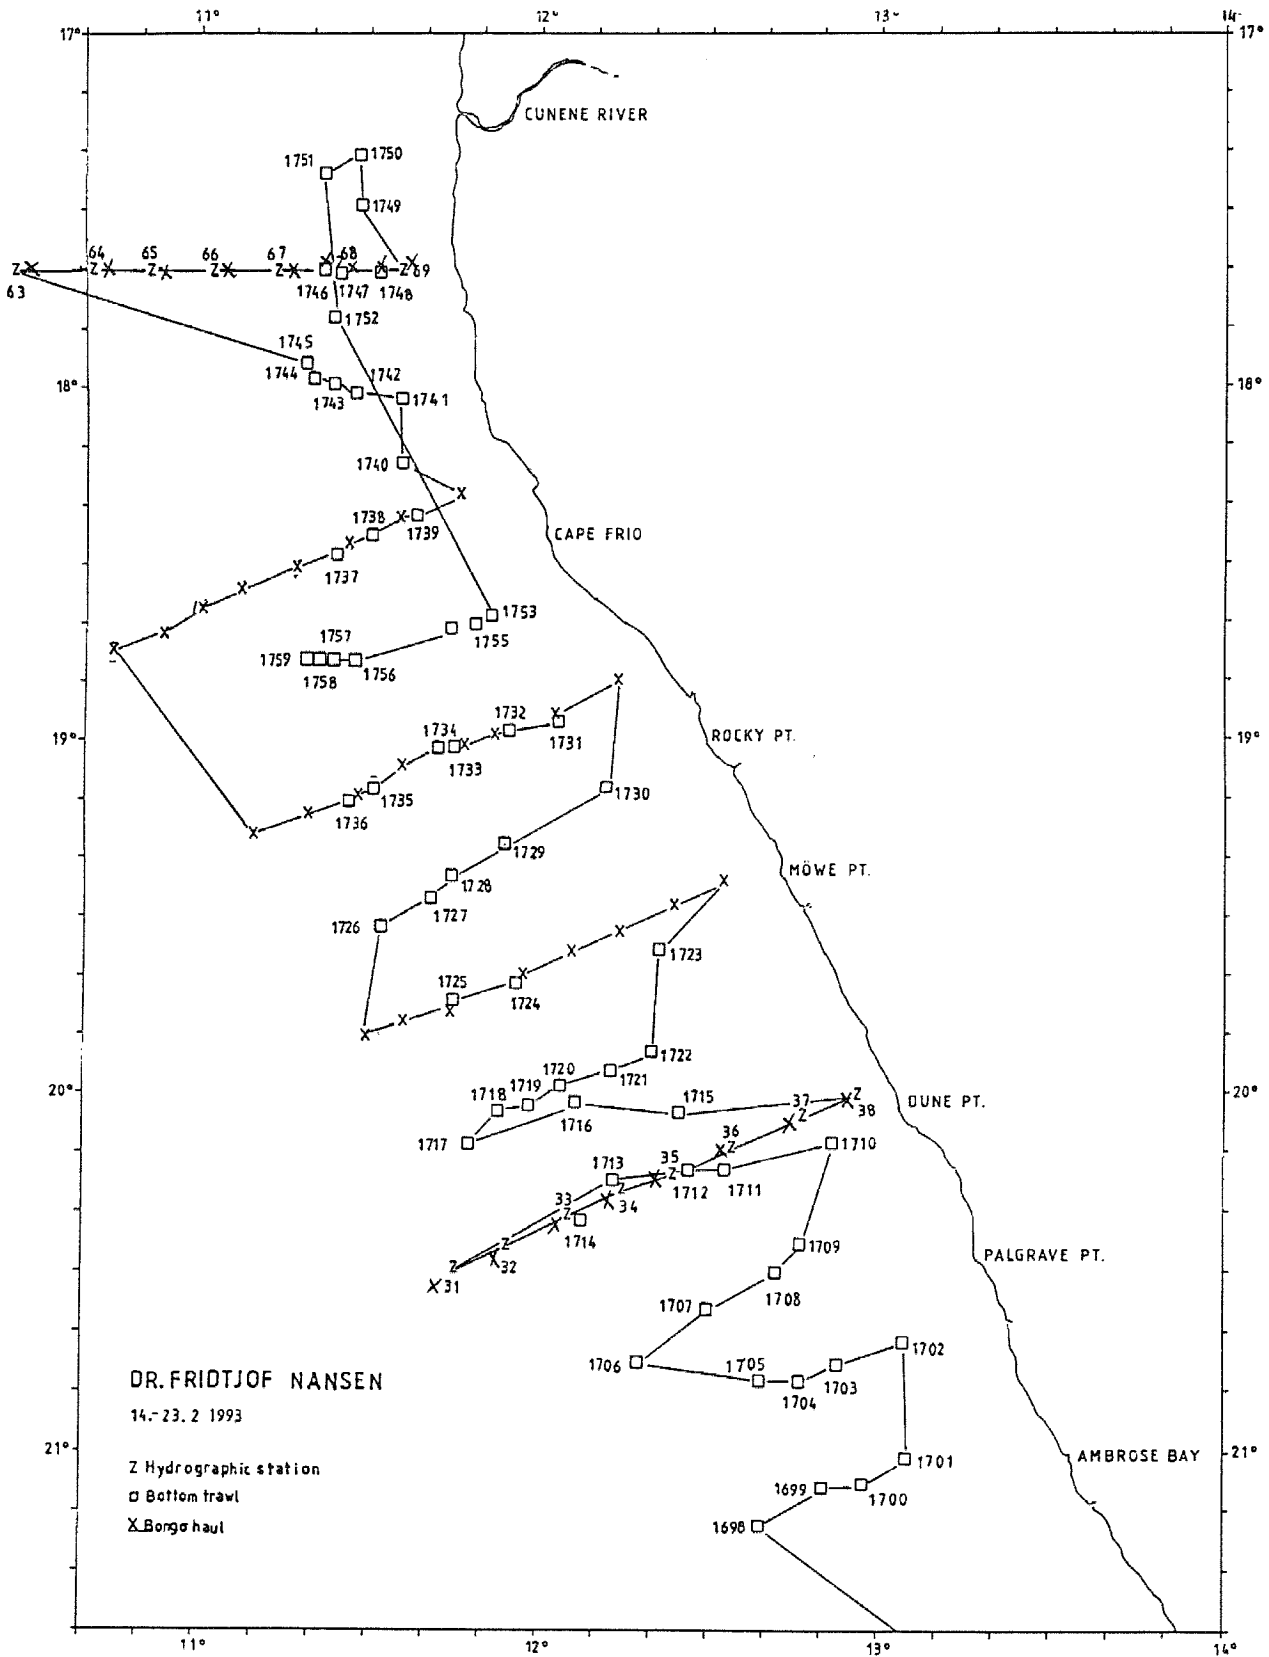 11° 12° 13° 14°
17° 17°
CUNENE RIVER
1751 1750
1749
64 65 66 67 68
Z Z Z Z Z Z 69
63 1746 1747 1748
1752
1745
1744 1742
18° 18°
1743 1741
1740
1738
1739 CAPE FRIO
1737
1753
1757 1755
1759
1758 1756
1734 1732
19° ROCKY PT. 19°
1733 1731
1735 1730
1736
1729
MÖWE PT.
1728
1727
1726
1723
1725
1724
1722
1720 1721
20° 20°
1718 1719 1715 37 Z
1716 Z 38 DUNE PT.
1717 36 Z
1710
1713 35 Z
1712 1711
33 Z
Z 34
1714
Z 32
Z 31
1709
PALGRAVE PT.
1707 1708
1702
1706 1705
1704 1703
DR. FRIDTJOF NANSEN
14.-23.2 1993
21° 21°
AMBROSE BAY
1701
Z Hydrographic station
1699 1700
□ Bottom trawl
X Bongo haul
1698
11° 12° 13° 14°